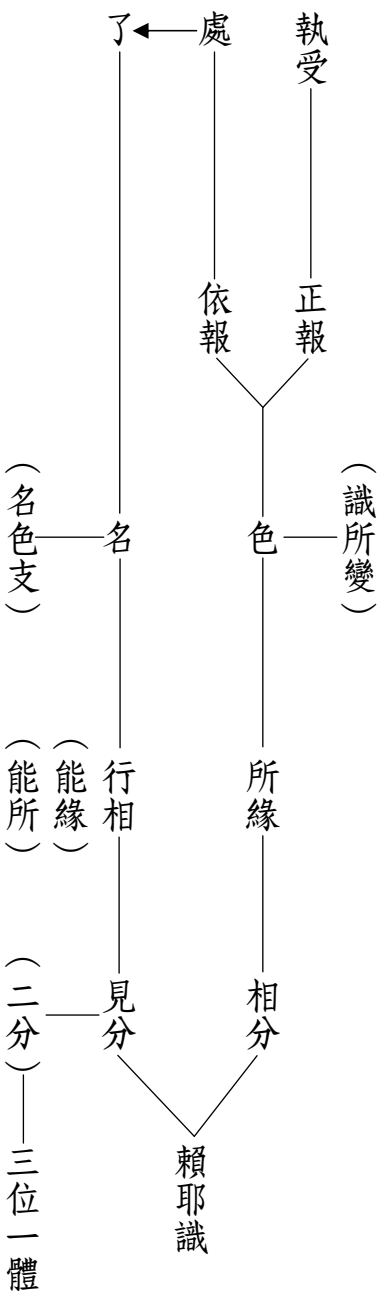 執受
正報
(識所變)
處
依報
色
所緣
相分
了
名
行相
(能緣)
見分
賴耶識
(名色支)
(能所)
(二分)
三位一體